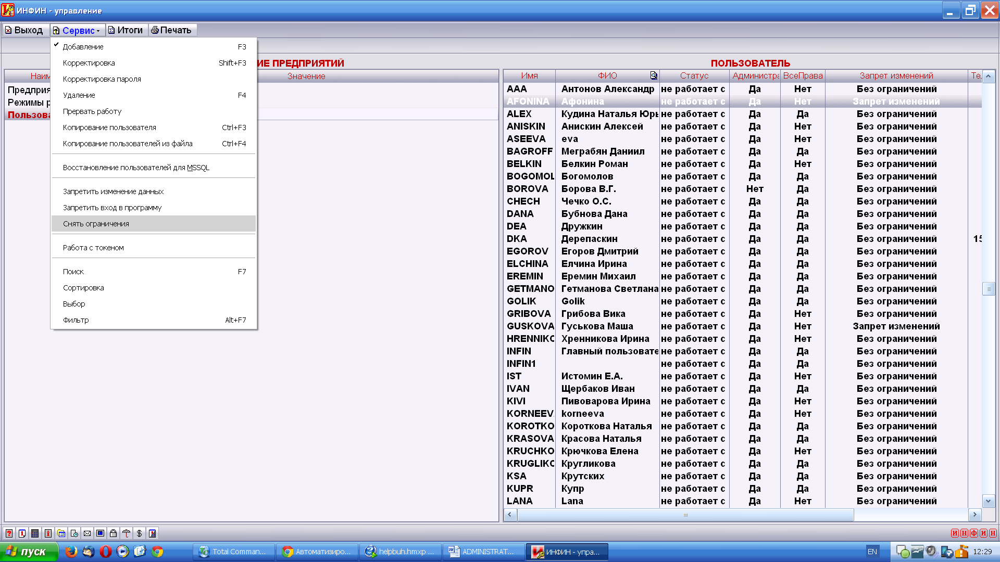 ИНФИН - управление
Выход Сервис Итоги Печать
Добавление F3
Корректировка Shift+F3
Корректировка пароля
Удаление F4
Прервать работу
Копирование пользователя Ctrl+F3
Копирование пользователей из файла Ctrl+F4
Восстановление пользователей для MSSQL
Запретить изменение данных
Запретить вход в программу
Снять ограничения
Работа с токеном
Поиск F7
Сортировка
Выбор
Фильтр Alt+F7
ИЕ ПРЕДПРИЯТИЙ
Наим Значение
Предприя
Режимы р
Пользова
ПОЛЬЗОВАТЕЛЬ
Имя ФИО Статус Администра ВсеПрава Запрет изменений Те
AAA Антонов Александр не работает с Да Нет Без ограничений
AFONINA Афонина не работает с Да Нет Запрет изменений
ALEX Кудина Наталья Юрь не работает с Да Да Без ограничений
ANISKIN Анискин Алексей не работает с Да Нет Без ограничений
ASEEVA eva не работает с Да Нет Без ограничений
BAGROFF Меграбян Даниил не работает с Да Да Без ограничений
BELKIN Белкин Роман не работает с Да Нет Без ограничений
BOGOMOL Богомолов не работает с Да Да Без ограничений
BOROVA Борова В.Г. не работает с Нет Да Без ограничений
CHECH Чечко О.С. не работает с Да Да Без ограничений
DANA Бубнова Дана не работает с Да Да Без ограничений
DEA Дружкин не работает с Да Да Без ограничений
DKA Дерепаскин не работает с Да Да Без ограничений 15
EGOROV Егоров Дмитрий не работает с Да Да Без ограничений
ELCHINA Елчина Ирина не работает с Да Да Без ограничений
EREMIN Еремин Михаил не работает с Да Да Без ограничений
GETMANO Гетманова Светлана не работает с Да Да Без ограничений
GOLIK Golik не работает с Да Да Без ограничений
GRIBOVA Грибова Вика не работает с Да Нет Без ограничений
GUSKOVA Гуськова Маша не работает с Да Нет Запрет изменений
HRENNIKO Хренникова Ирина не работает с Да Нет Без ограничений
INFIN Главный пользовате не работает с Да Да Без ограничений
INFIN1 не работает с Да Да Без ограничений
IST Истомин Е.А. не работает с Да Нет Без ограничений
IVAN Щербаков Иван не работает с Да Да Без ограничений
KIVI Пивоварова Ирина не работает с Да Нет Без ограничений
KORNEEV korneeva не работает с Да Нет Без ограничений
KOROTKO Короткова Наталья не работает с Да Да Без ограничений
KRASOVA Красова Наталья не работает с Да Да Без ограничений
KRUCHKO Крючкова Елена не работает с Да Нет Без ограничений
KRUGLIKO Кругликова не работает с Да Да Без ограничений
KSA Крутских не работает с Да Да Без ограничений
KUPR Купр не работает с Да Да Без ограничений
LANA Lana не работает с Да Нет Без ограничений
ИНФИН
пуск Total Comman... Автоматизиро... helpbuh.hmxp ... ADMINISTRAT... ИНФИН - упра... EN 12:29